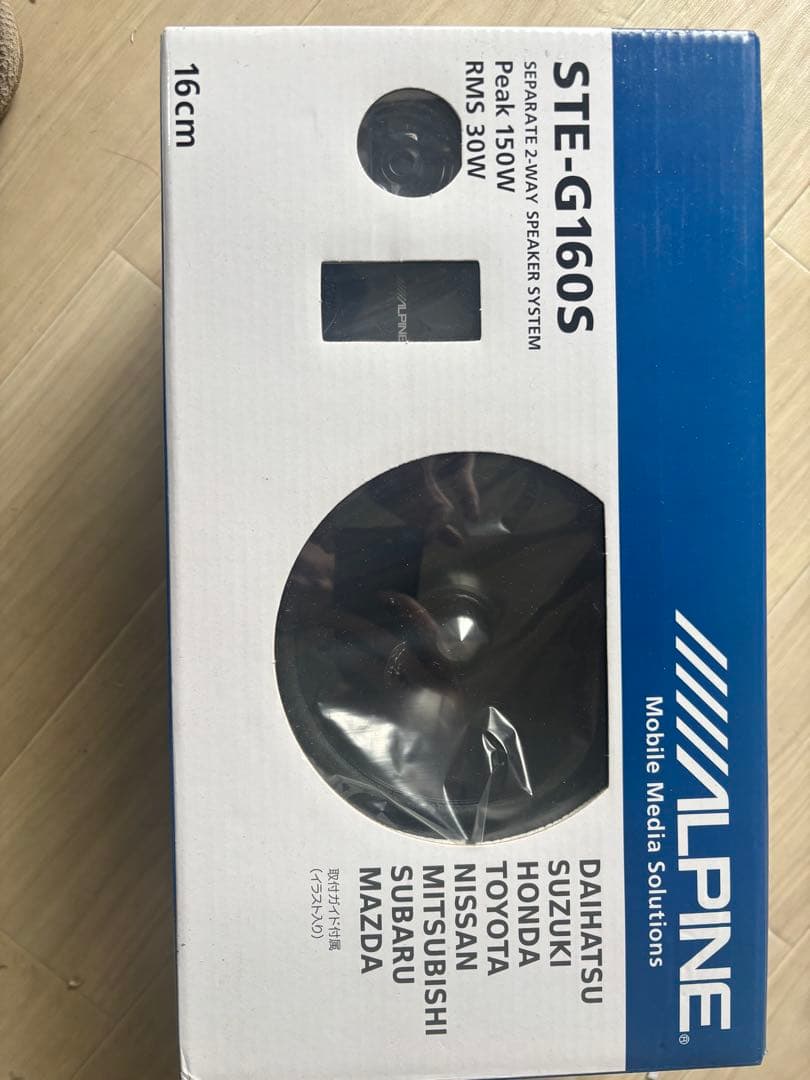 ALPINE®
Mobile Media Solutions
STE-G160S
SEPARATE 2-WAY SPEAKER SYSTEM
Peak 150W
RMS 30W
ALPINE
16cm
DAIHATSU
SUZUKI
HONDA
TOYOTA
NISSAN
MITSUBISHI
SUBARU
MAZDA
取付ガイド付属
(イラスト入り)